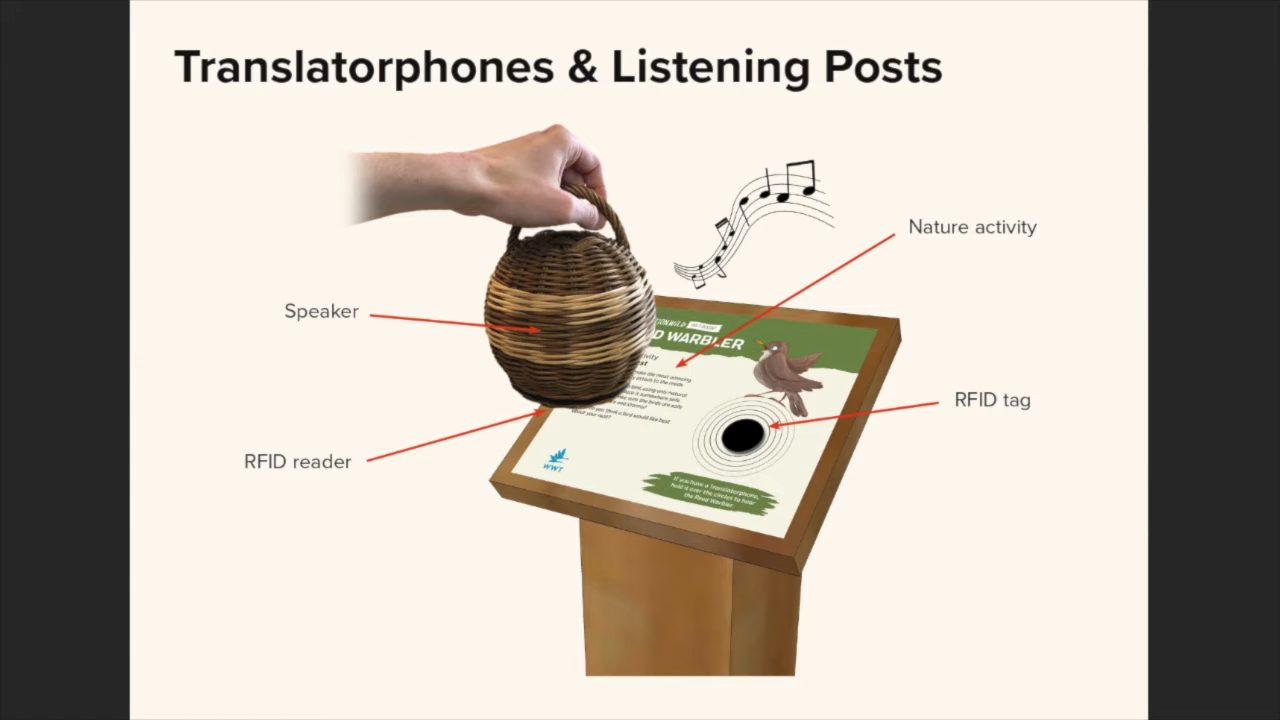 Translatorphones & Listening Posts
Nature activity
Speaker
RFID tag
RFID reader
WARBLER
WWT
If you have a Translatorphone,
hold it over the circles to hear
the Reed Warbler.